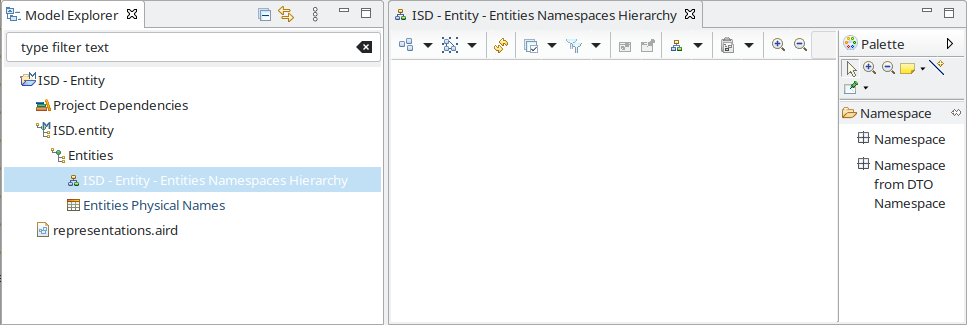 Model Explorer
type filter text
ISD - Entity
Project Dependencies
ISD.entity
Entities
ISD - Entity - Entities Namespaces Hierarchy
Entities Physical Names
representations.aird
ISD - Entity - Entities Namespaces Hierarchy
Palette
Namespace
Namespace
Namespace
from DTO
Namespace